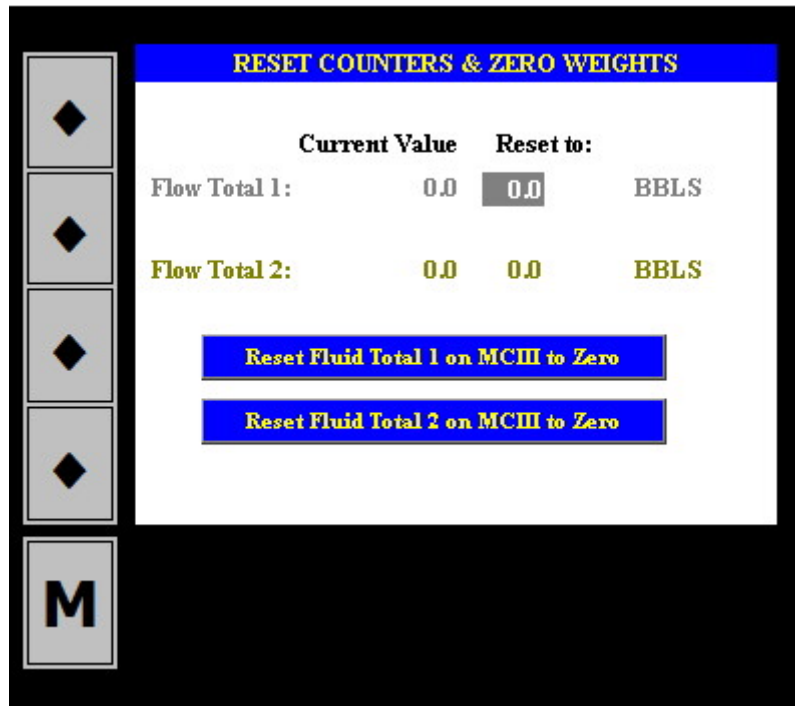 RESET COUNTERS & ZERO WEIGHTS
Current Value Reset to:
Flow Total 1: 0.0 0.0 BBLS
Flow Total 2: 0.0 0.0 BBLS
Reset Fluid Total 1 on MCIII to Zero
Reset Fluid Total 2 on MCIII to Zero
M